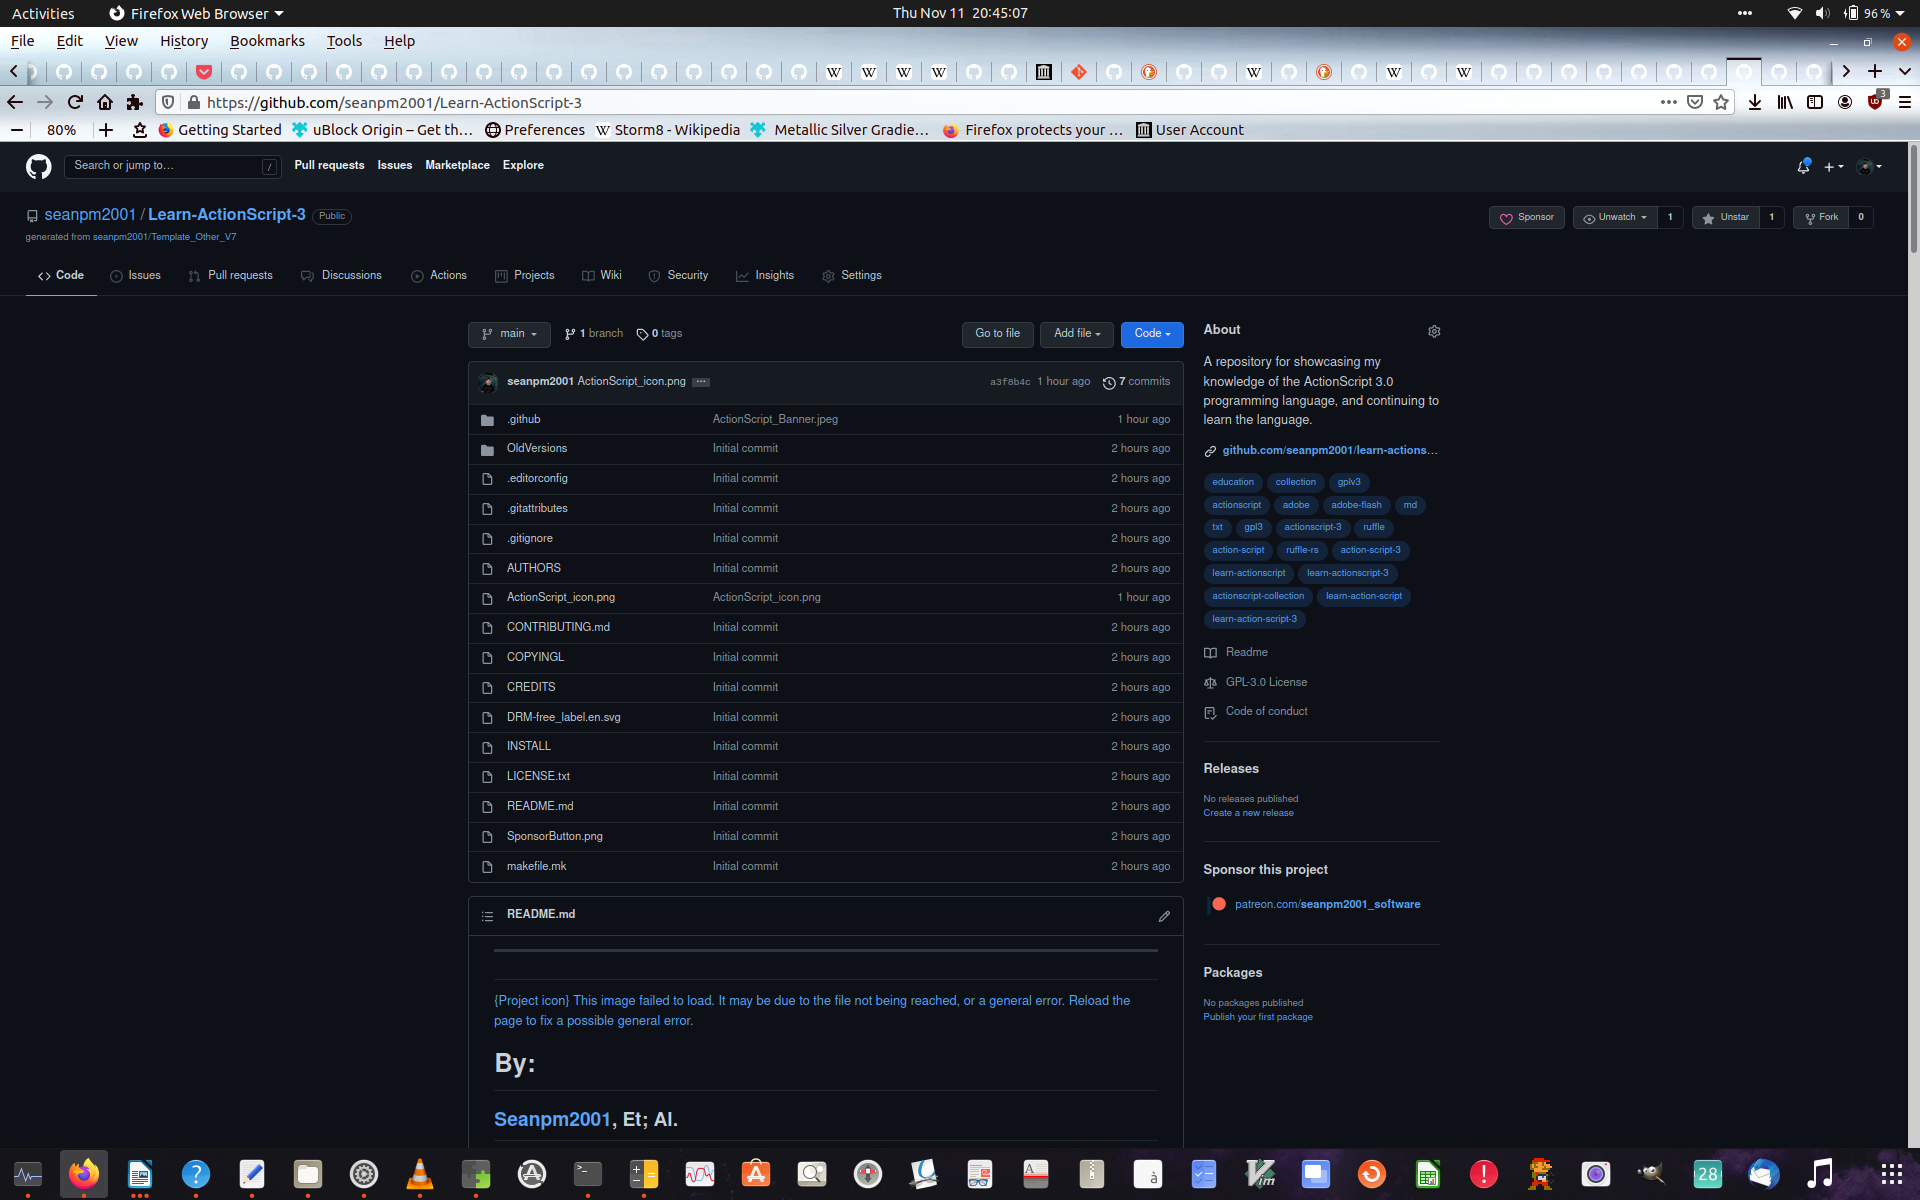 Activities
Firefox Web Browser
Thu Nov 11 20:45:07
96 %
File Edit View History Bookmarks Tools Help
https://github.com/seanpm2001/Learn-ActionScript-3
3
80%
Getting Started
uBlock Origin – Get th…
Preferences
Storm8 - Wikipedia
Metallic Silver Gradie…
Firefox protects your …
User Account
Search or jump to…
/
Pull requests Issues Marketplace Explore
seanpm2001 / Learn-ActionScript-3 Public
generated from seanpm2001/Template_Other_V7
Sponsor
Unwatch 1
Unstar 1
Fork 0
Code
Issues
Pull requests
Discussions
Actions
Projects
Wiki
Security
Insights
Settings
main
1 branch
0 tags
Go to file
Add file
Code
seanpm2001 ActionScript_icon.png
a3f8b4c 1 hour ago
7 commits
.github ActionScript_Banner.jpeg 1 hour ago
OldVersions Initial commit 2 hours ago
.editorconfig Initial commit 2 hours ago
.gitattributes Initial commit 2 hours ago
.gitignore Initial commit 2 hours ago
AUTHORS Initial commit 2 hours ago
ActionScript_icon.png ActionScript_icon.png 1 hour ago
CONTRIBUTING.md Initial commit 2 hours ago
COPYINGL Initial commit 2 hours ago
CREDITS Initial commit 2 hours ago
DRM-free_label.en.svg Initial commit 2 hours ago
INSTALL Initial commit 2 hours ago
LICENSE.txt Initial commit 2 hours ago
README.md Initial commit 2 hours ago
SponsorButton.png Initial commit 2 hours ago
makefile.mk Initial commit 2 hours ago
README.md
{Project icon} This image failed to load. It may be due to the file not being reached, or a general error. Reload the
page to fix a possible general error.
By:
Seanpm2001, Et; Al.
About
A repository for showcasing my
knowledge of the ActionScript 3.0
programming language, and continuing to
learn the language.
github.com/seanpm2001/learn-actions…
education collection gplv3
actionscript adobe adobe-flash md
txt gpl3 actionscript-3 ruffle
action-script ruffle-rs action-script-3
learn-actionscript learn-actionscript-3
actionscript-collection learn-action-script
learn-action-script-3
Readme
GPL-3.0 License
Code of conduct
Releases
No releases published
Create a new release
Sponsor this project
patreon.com/seanpm2001_software
Packages
No packages published
Publish your first package
28